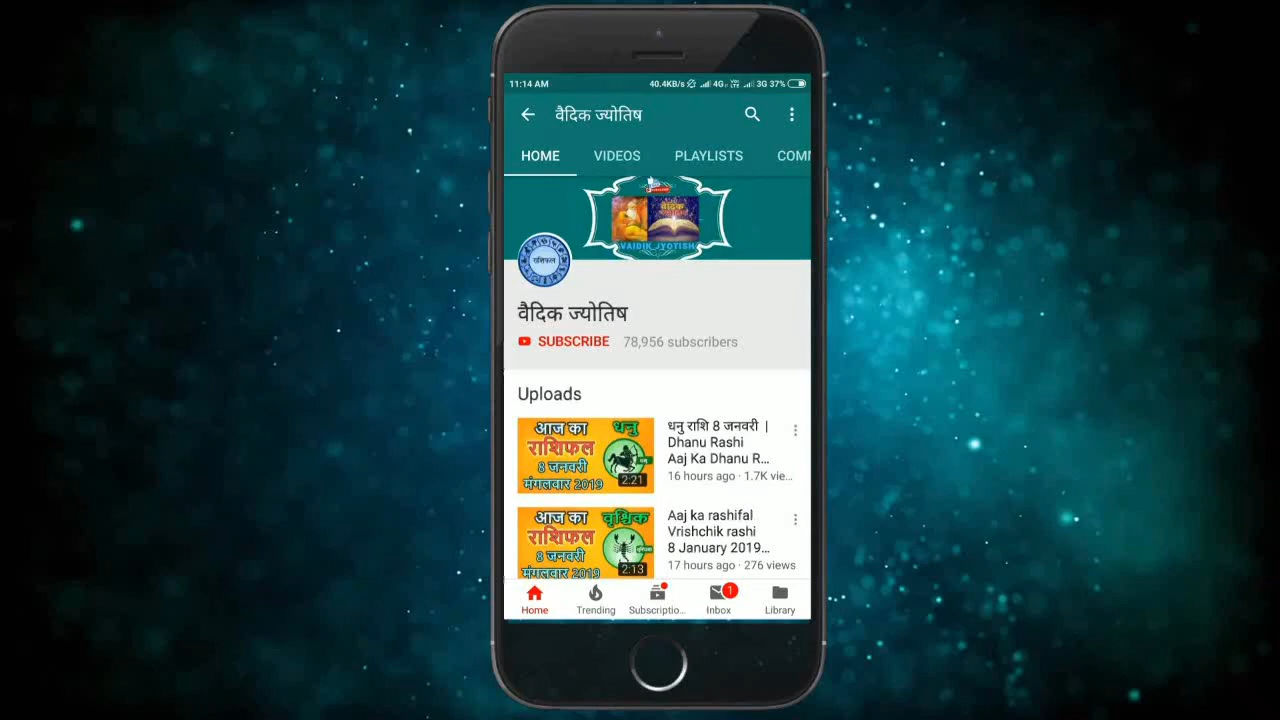 11:14 AM
40.4KB/s 4G VoLTE 3G 37%
वैदिक ज्योतिष
HOME VIDEOS PLAYLISTS COMM
वैदिक
VAIDIK JYOTISH
राशिफल
वैदिक ज्योतिष
SUBSCRIBE 78,956 subscribers
Uploads
आज का धनु
राशिफल
8 जनवरी
मंगलवार 2019
2:21
धनु राशि 8 जनवरी |
Dhanu Rashi
Aaj Ka Dhanu R...
16 hours ago · 1.7K vie...
आज का वृश्चिक
राशिफल
8 जनवरी
मंगलवार 2019
2:13
Aaj ka rashifal
Vrishchik rashi
8 January 2019...
17 hours ago · 276 views
1
Home Trending Subscriptio... Inbox Library